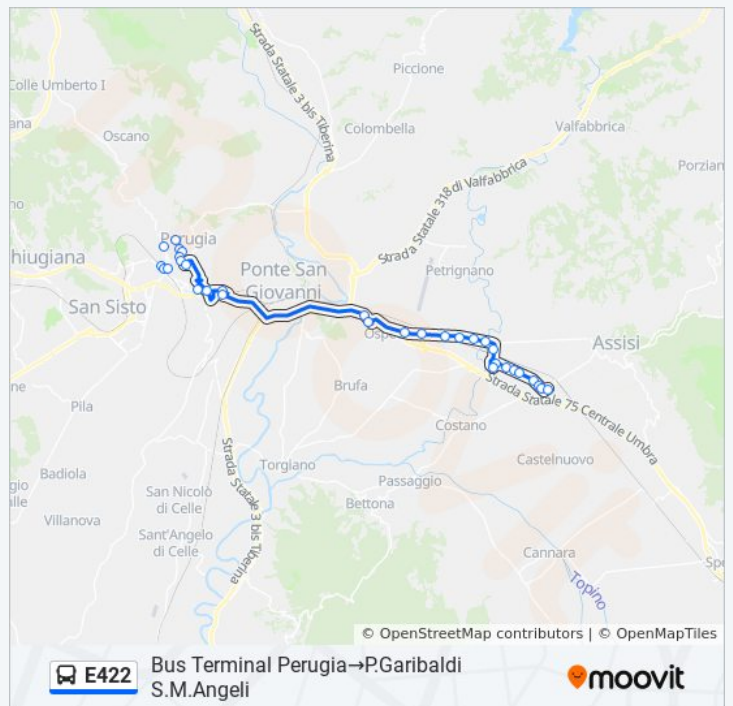 Strada Statale 3 bis Tiberina
Piccione
Colle Umberto I
Colombella
Valfabbrica
ana
Oscano
Strada Statale 318 di Valfabbrica
Porzian
no
Perugia
hiugiana
Ponte San
Giovanni
Petrignano
San Sisto
Osp
Assisi
ne
Brufa
Strada Statale 75 Centrale Umbra
Pila
Costano
Strada Statale 3 bis Tiberina
Castelnuovo
Badiola
Torgiano
gio
alle
San Nicolò
di Celle
Passaggio
Villanova
Bettona
Sant'Angelo
di Celle
Cannara
Spe
Topino
© OpenStreetMap contributors | © OpenMapTiles
E422
Bus Terminal Perugia→P.Garibaldi
S.M.Angeli
moovit